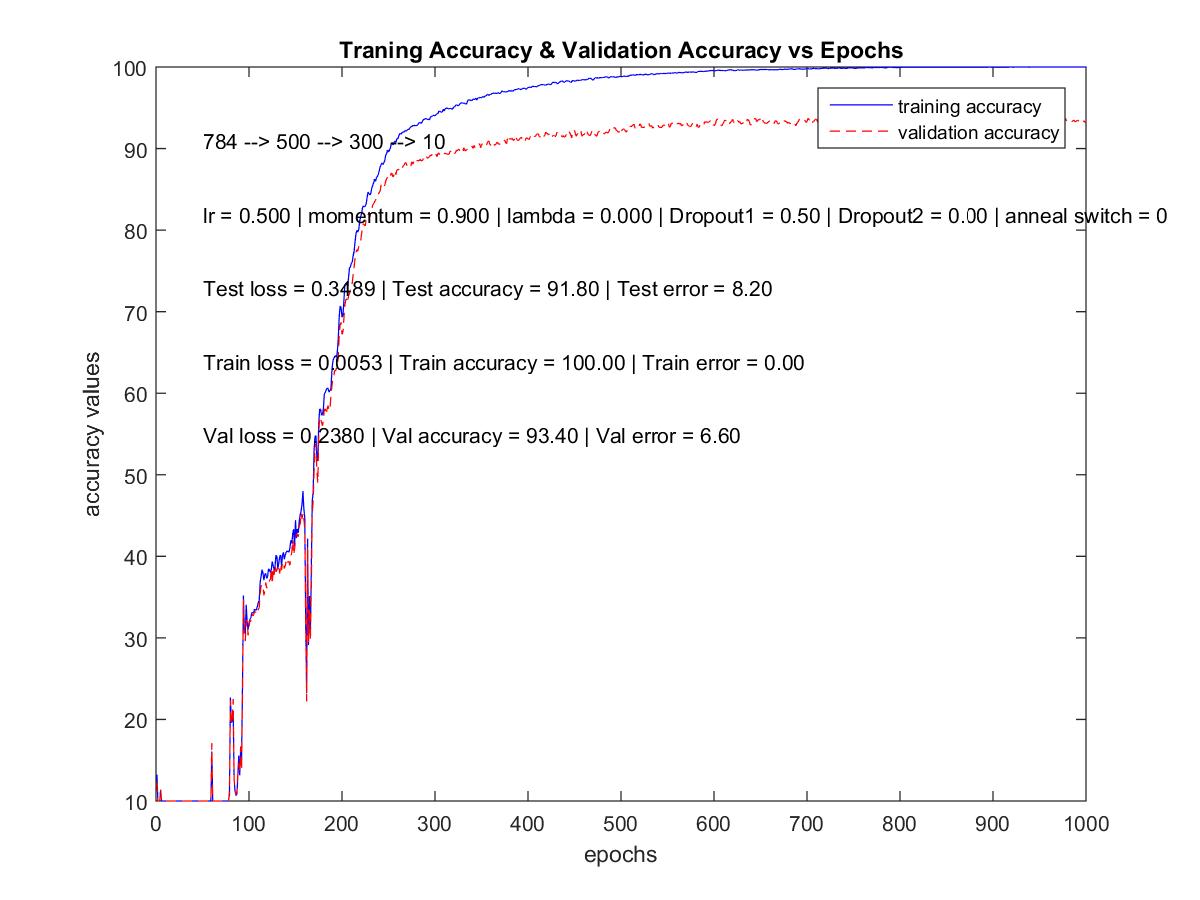 Traning Accuracy & Validation Accuracy vs Epochs
100
90
80
70
60
50
40
30
20
10
accuracy values
training accuracy
validation accuracy
784 --> 500 --> 300 --> 10
lr = 0.500 | momentum = 0.900 | lambda = 0.000 | Dropout1 = 0.50 | Dropout2 = 0.00 | anneal switch = 0
Test loss = 0.3489 | Test accuracy = 91.80 | Test error = 8.20
Train loss = 0.0053 | Train accuracy = 100.00 | Train error = 0.00
Val loss = 0.2380 | Val accuracy = 93.40 | Val error = 6.60
0 100 200 300 400 500 600 700 800 900 1000
epochs